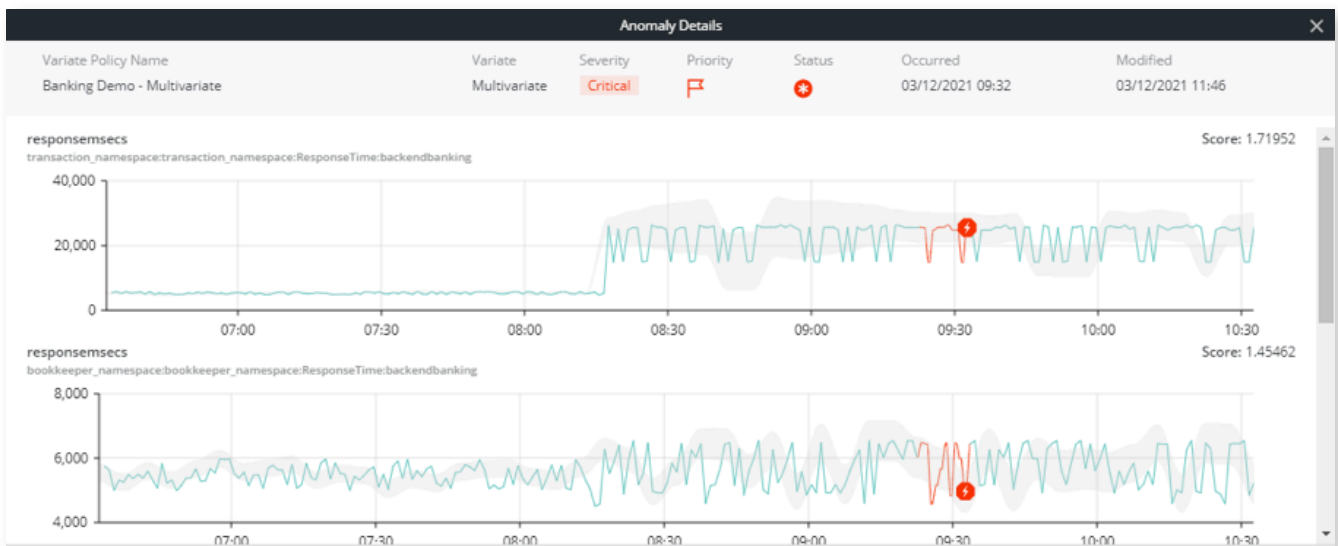 Anomaly Details
Variate Policy Name Variate Severity Priority Status Occurred Modified
Banking Demo - Multivariate Multivariate Critical 03/12/2021 09:32 03/12/2021 11:46
responsemsecs Score: 1.71952
transaction_namespace:transaction_namespace:ResponseTime:backendbanking
40,000
20,000
0
07:00 07:30 08:00 08:30 09:00 09:30 10:00 10:30
responsemsecs Score: 1.45462
bookkeeper_namespace:bookkeeper_namespace:ResponseTime:backendbanking
8,000
6,000
4,000
07:00 07:30 08:00 08:30 09:00 09:30 10:00 10:30